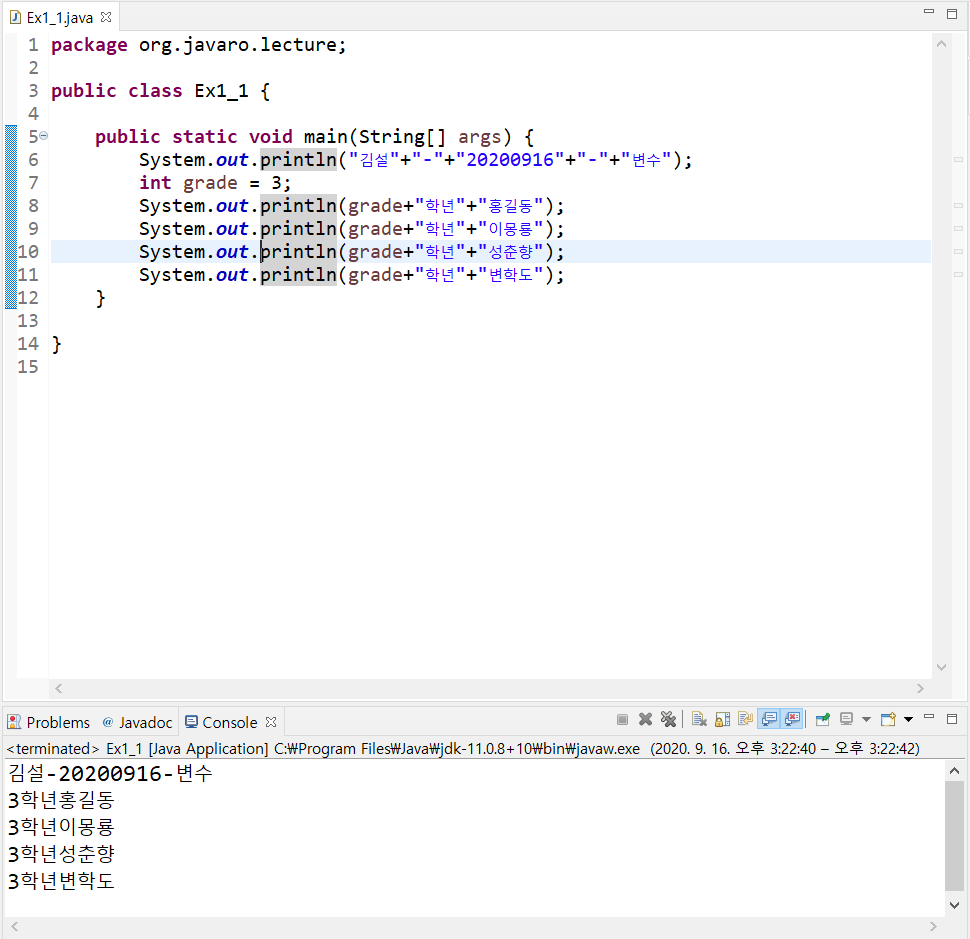 Ex1_1.java
1 package org.javaro.lecture;
2
3 public class Ex1_1 {
4
5 public static void main(String[] args) {
6 System.out.println("김설"+"-"+"20200916"+"-"+"변수");
7 int grade = 3;
8 System.out.println(grade+"학년"+"홍길동");
9 System.out.println(grade+"학년"+"이몽룡");
10 System.out.println(grade+"학년"+"성춘향");
11 System.out.println(grade+"학년"+"변학도");
12 }
13
14 }
15
Problems @ Javadoc Console
<terminated> Ex1_1 [Java Application] C:₩Program Files₩Java₩jdk-11.0.8+10₩bin₩javaw.exe (2020. 9. 16. 오후 3:22:40 – 오후 3:22:42)
김설-20200916-변수
3학년홍길동
3학년이몽룡
3학년성춘향
3학년변학도